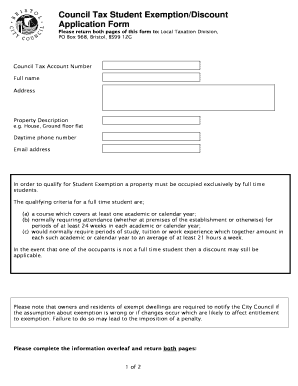 BRISTOL
CITY COUNCIL
Council Tax Student Exemption/Discount
Application Form
Please return both pages of this form to: Local Taxation Division,
PO Box 968, Bristol, BS99 1ZG
Council Tax Account Number
Full name
Address
Property Description
e.g. House, Ground floor flat
Daytime phone number
Email address
In order to qualify for Student Exemption a property must be occupied exclusively by full time
students.
The qualifying criteria for a full time student are;
(a) a course which covers at least one academic or calendar year;
(b) normally requiring attendance (whether at premises of the establishment or otherwise) for
periods of at least 24 weeks in each academic or calendar year;
(c) would normally require periods of study, tuition or work experience which together amount in
each such academic or calendar year to an average of at least 21 hours a week.
In the event that one of the occupants is not a full time student then a discount may still be
applicable.
Please note that owners and residents of exempt dwellings are required to notify the City Council if
the assumption about exemption is wrong or if changes occur which are likely to affect entitlement
to exemption. Failure to do so may lead to the imposition of a penalty.
Please complete the information overleaf and return both pages:
1 of 2